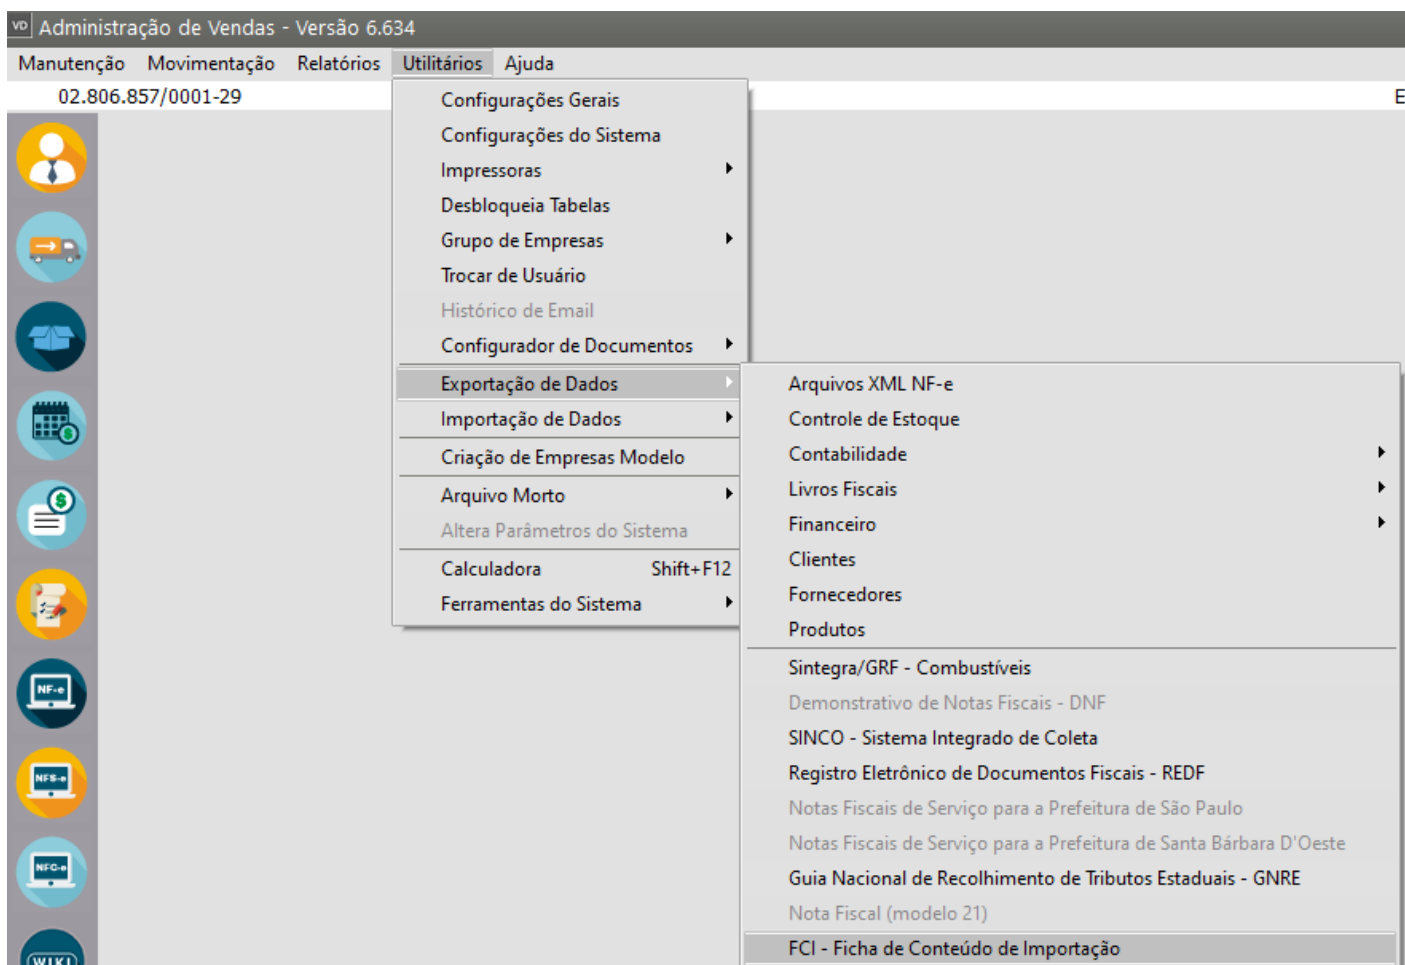 VD Administração de Vendas - Versão 6.634
Manutenção Movimentação Relatórios Utilitários Ajuda
02.806.857/0001-29 E
Configurações Gerais
Configurações do Sistema
Impressoras
Desbloqueia Tabelas
Grupo de Empresas
Trocar de Usuário
Histórico de Email
Configurador de Documentos
Exportação de Dados
Importação de Dados
Criação de Empresas Modelo
Arquivo Morto
Altera Parâmetros do Sistema
Calculadora Shift+F12
Ferramentas do Sistema
Arquivos XML NF-e
Controle de Estoque
Contabilidade
Livros Fiscais
Financeiro
Clientes
Fornecedores
Produtos
Sintegra/GRF - Combustíveis
Demonstrativo de Notas Fiscais - DNF
SINCO - Sistema Integrado de Coleta
Registro Eletrônico de Documentos Fiscais - REDF
Notas Fiscais de Serviço para a Prefeitura de São Paulo
Notas Fiscais de Serviço para a Prefeitura de Santa Bárbara D'Oeste
Guia Nacional de Recolhimento de Tributos Estaduais - GNRE
Nota Fiscal (modelo 21)
FCI - Ficha de Conteúdo de Importação
$
$
NF-e
NFS-e
NFC-e
WIKI